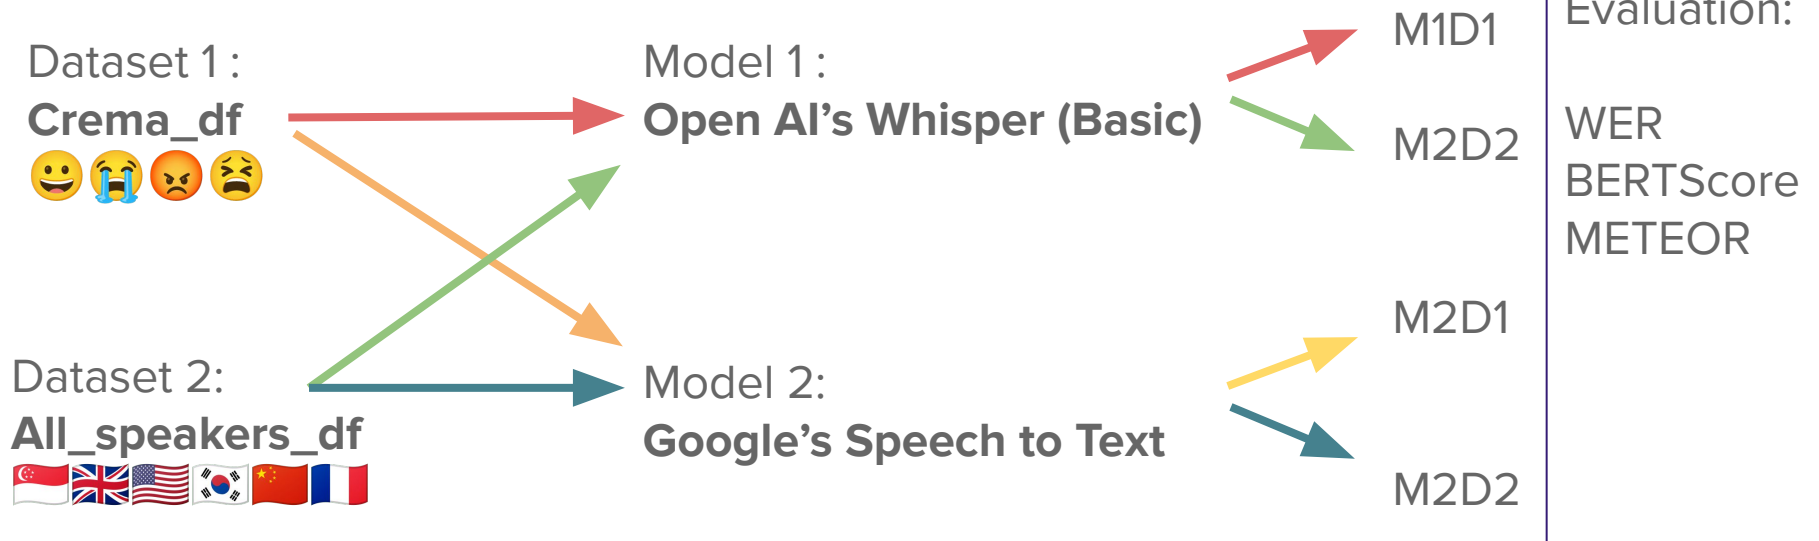 Dataset 1 :
Crema_df
Dataset 2:
All_speakers_df
Model 1 :
Open AI’s Whisper (Basic)
Model 2:
Google’s Speech to Text
M1D1
M2D2
M2D1
M2D2
Evaluation:
WER
BERTScore
METEOR